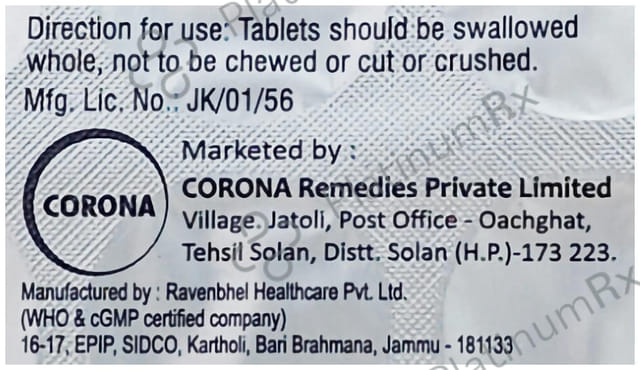 Direction for use: Tablets should be swallowed
whole, not to be chewed or cut or crushed.
Mfg. Lic. No.: JK/01/56
CORONA
Marketed by :
CORONA Remedies Private Limited
Village. Jatoli, Post Office - Oachghat,
Tehsil Solan, Distt. Solan (H.P.)-173 223.
Manufactured by : Ravenbhel Healthcare Pvt. Ltd.
(WHO & cGMP certified company)
16-17, EPIP, SIDCO, Kartholi, Bari Brahmana, Jammu - 181133
PlatinumRx
PlatinumRx